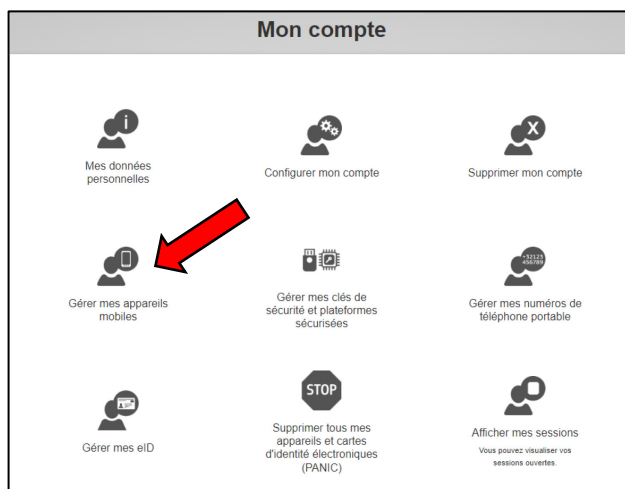 Mon compte
Mes données
personnelles
Configurer mon compte
Supprimer mon compte
Gérer mes appareils
mobiles
Gérer mes clés de
sécurité et plateformes
sécurisées
+32123
456789
Gérer mes numéros de
téléphone portable
Gérer mes eID
STOP
Supprimer tous mes
appareils et cartes
d'identité électroniques
(PANIC)
Afficher mes sessions
Vous pouvez visualiser vos
sessions ouvertes.